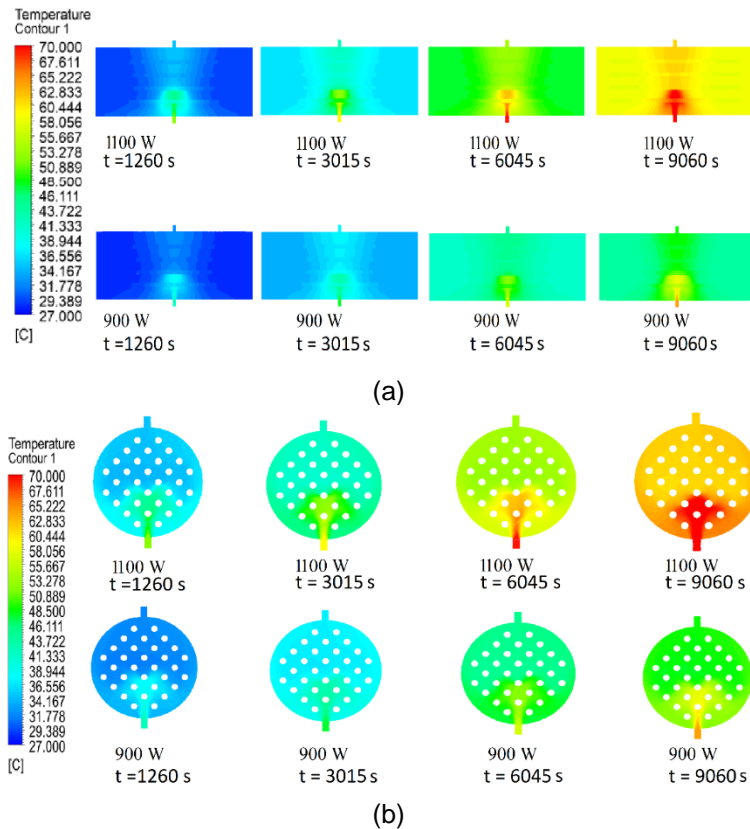 Temperature
Contour 1
70.000
67.611
65.222
62.833
60.444
58.056
55.667
53.278
50.889
48.500
46.111
43.722
41.333
38.944
36.556
34.167
31.778
29.389
27.000
[C]
1100 W
t =1260 s
1100 W
t = 3015 s
1100 W
t = 6045 s
1100 W
t = 9060 s
900 W
t =1260 s
900 W
t = 3015 s
900 W
t =6045 s
900 W
t = 9060 s
(a)
Temperature
Contour 1
70.000
67.611
65.222
62.833
60.444
58.056
55.667
53.278
50.889
48.500
46.111
43.722
41.333
38.944
36.556
34.167
31.778
29.389
27.000
[C]
1100 W
t =1260 s
1100 W
t = 3015 s
1100 W
t = 6045 s
1100 W
t = 9060 s
900 W
t = 1260 s
900 W
t = 3015 s
900 W
t = 6045 s
900 W
t = 9060 s
(b)